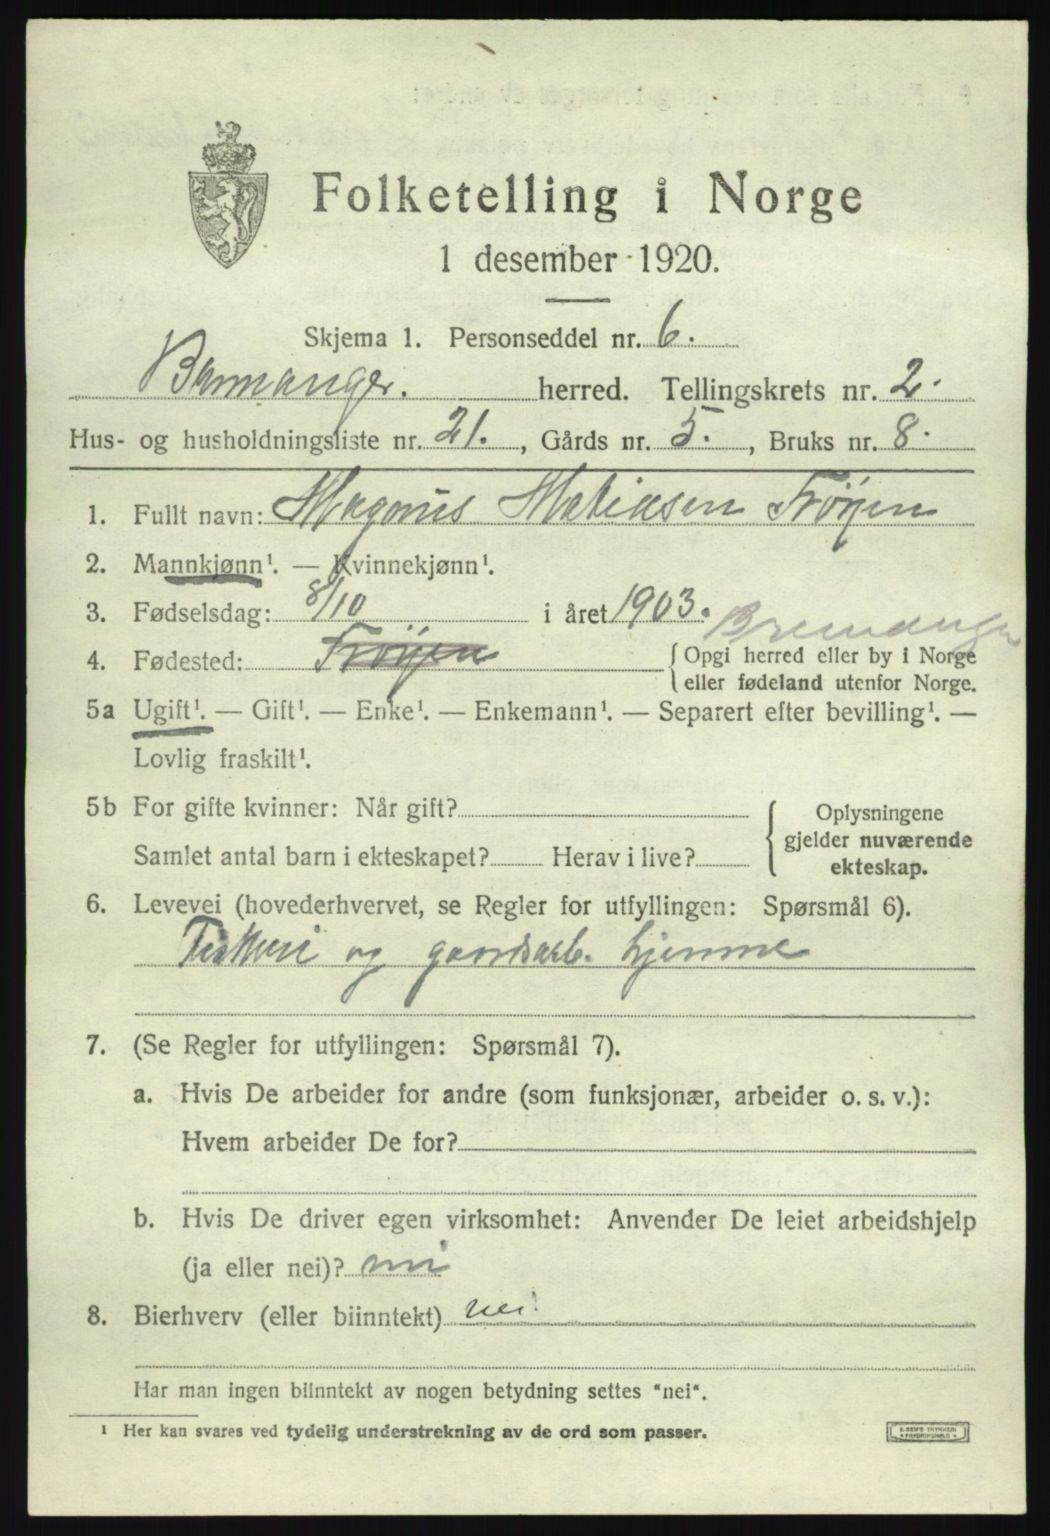 Folketelling i Norge
1 desember 1920.
Skjema 1. Personseddel nr. 6.
Bremanger. herred. Tellingskrets nr. 2.
Hus- og husholdningsliste nr. 21., Gårds nr. 5., Bruks nr. 8.
1. Fullt navn: Magnus Matiasen Frøyen
2. Mannkjønn¹. — Kvinnekjønn¹.
3. Fødselsdag: 8/10 i året 1903.
Bremanger
4. Fødested: Frøyen { Opgi herred eller by i Norge
eller fødeland utenfor Norge.
5a Ugift¹. — Gift¹. — Enke¹. — Enkemann¹. — Separert efter bevilling¹. —
Lovlig fraskilt¹.
5b For gifte kvinner: Når gift?
Samlet antal barn i ekteskapet? Herav i live?
{ Oplysningene
gjelder nuværende
ekteskap.
6. Levevei (hovederhvervet, se Regler for utfyllingen: Spørsmål 6).
Fiskeri og gaardsarb. hjemme
7. (Se Regler for utfyllingen: Spørsmål 7).
a. Hvis De arbeider for andre (som funksjonær, arbeider o. s. v.):
Hvem arbeider De for?
b. Hvis De driver egen virksomhet: Anvender De leiet arbeidshjelp
(ja eller nei)? nei
8. Bierhverv (eller biinntekt) nei
Har man ingen biinntekt av nogen betydning settes "nei".
¹ Her kan svares ved tydelig understrekning av de ord som passer.